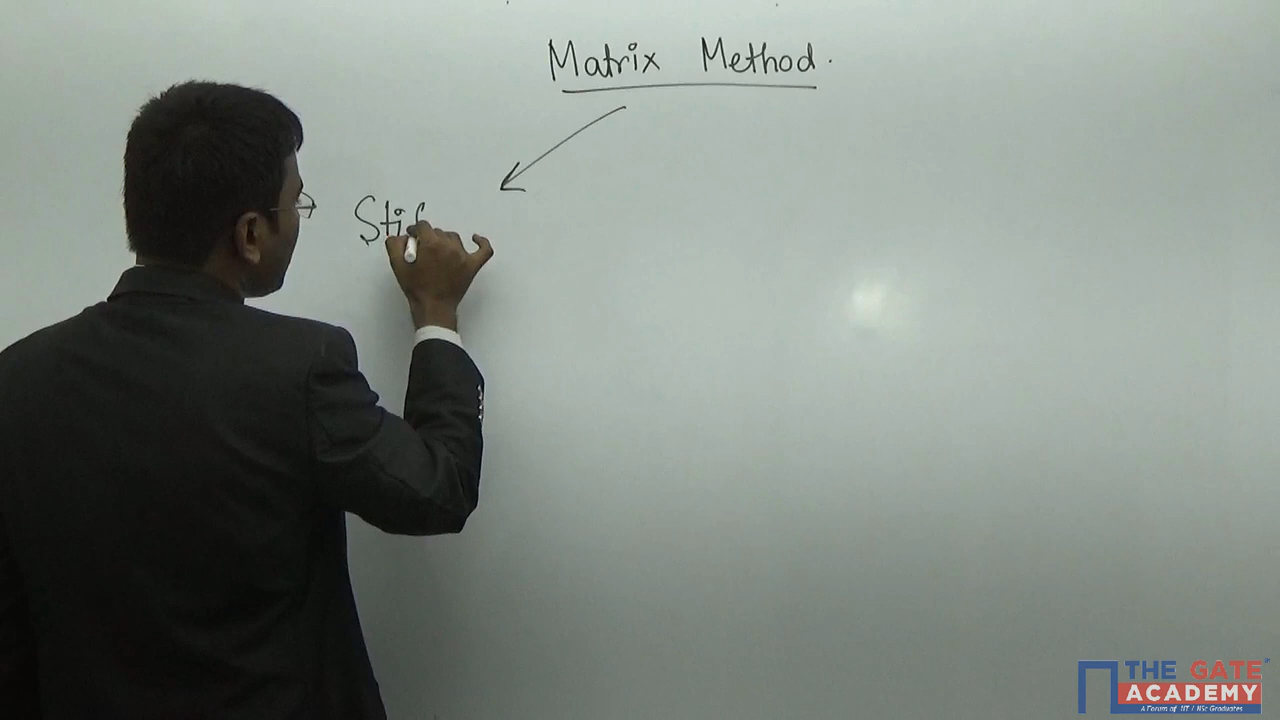 Matrix Method.
Stif
THE GATE
ACADEMY
A Forum of IIT / IISc Graduates